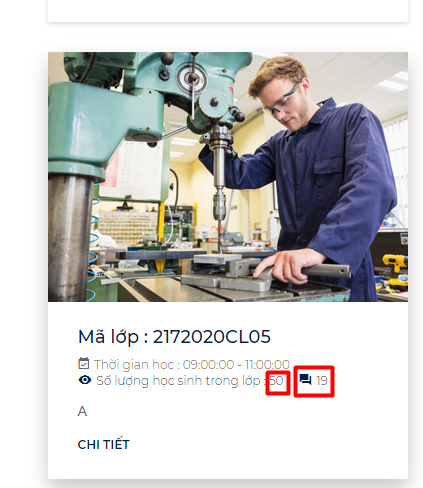 Mã lớp : 2172020CL05
Thời gian học : 09:00:00 - 11:00:00
Số lượng học sinh trong lớp : 50 19
A
CHI TIẾT